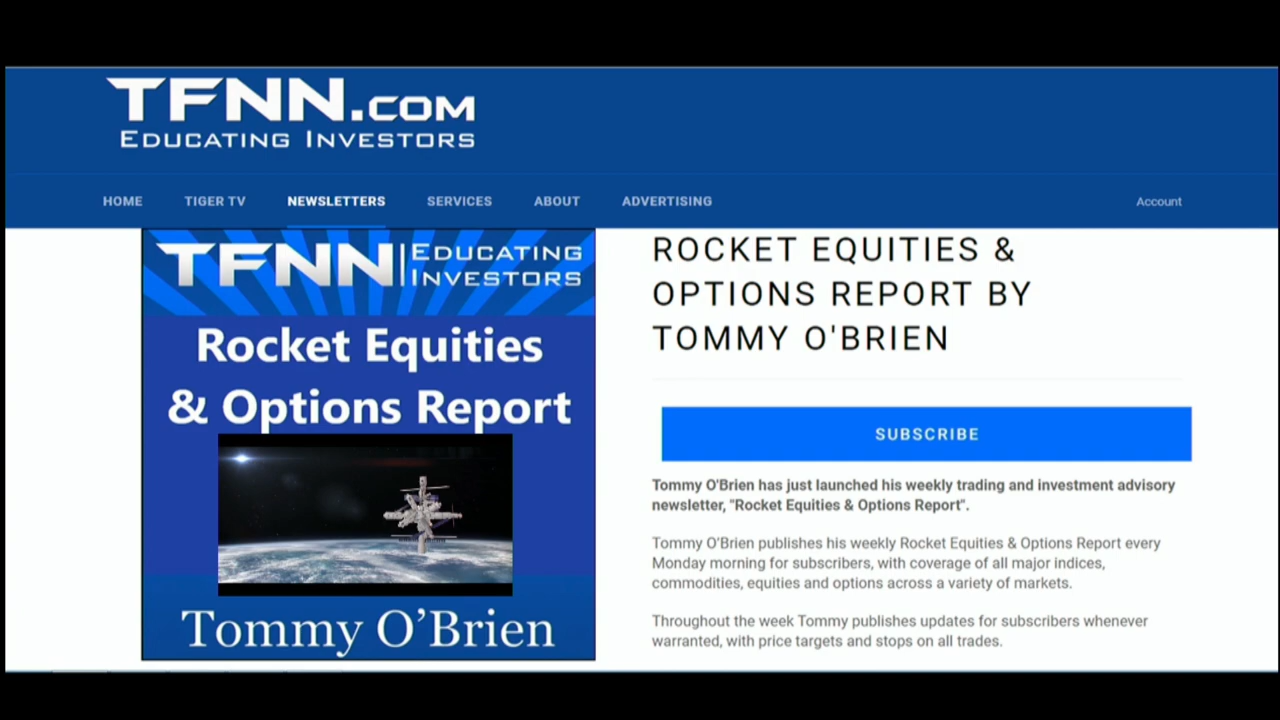 TFNN.COM
EDUCATING INVESTORS
HOME TIGER TV NEWSLETTERS SERVICES ABOUT ADVERTISING Account
TFNN | EDUCATING
INVESTORS
Rocket Equities
& Options Report
Tommy O’Brien
ROCKET EQUITIES &
OPTIONS REPORT BY
TOMMY O'BRIEN
SUBSCRIBE
Tommy O'Brien has just launched his weekly trading and investment advisory
newsletter, "Rocket Equities & Options Report".
Tommy O'Brien publishes his weekly Rocket Equities & Options Report every
Monday morning for subscribers, with coverage of all major indices,
commodities, equities and options across a variety of markets.
Throughout the week Tommy publishes updates for subscribers whenever
warranted, with price targets and stops on all trades.